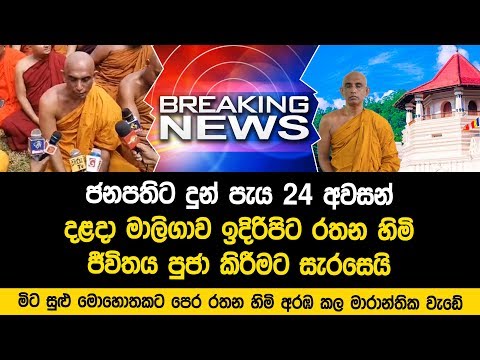 BREAKING
NEWS
ජනපතිට දුන් පැය 24 අවසන්
දළදා මාලිගාව ඉදිරිපිට රතන හිමි
ජීවිතය පුජා කිරීමට සැරසෙයි
මිට සුළු මොහොතකට පෙර රතන හිමි අරඹ කල මාරාන්තික වැඩේ